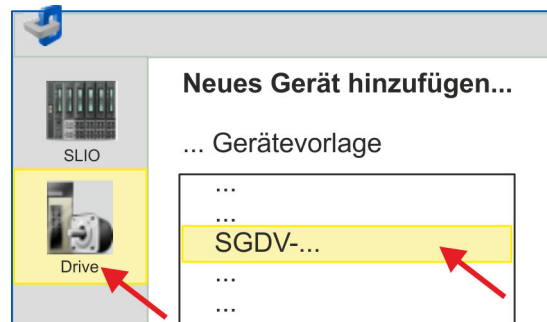 Neues Gerät hinzufügen...
SLIO
... Gerätevorlage
...
...
SGDV-...
Drive
...
...